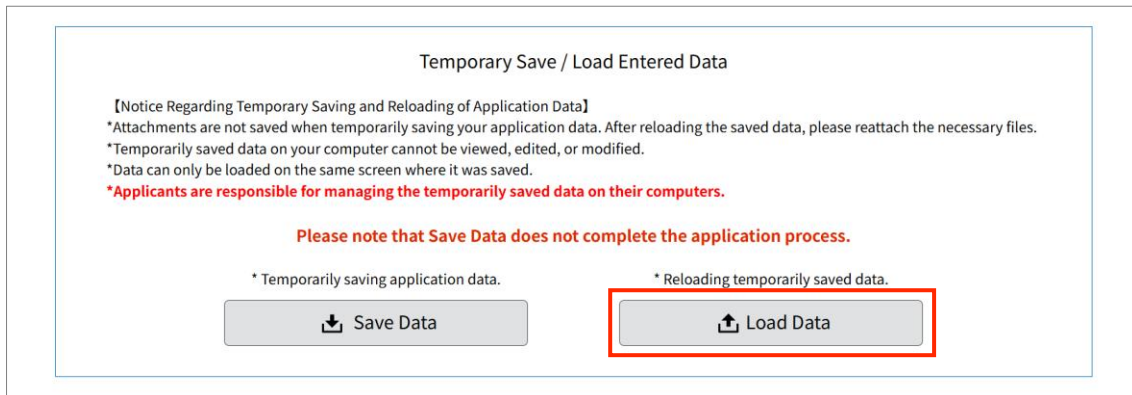 Temporary Save / Load Entered Data
【Notice Regarding Temporary Saving and Reloading of Application Data】
*Attachments are not saved when temporarily saving your application data. After reloading the saved data, please reattach the necessary files.
*Temporarily saved data on your computer cannot be viewed, edited, or modified.
*Data can only be loaded on the same screen where it was saved.
*Applicants are responsible for managing the temporarily saved data on their computers.
Please note that Save Data does not complete the application process.
* Temporarily saving application data.
Save Data
* Reloading temporarily saved data.
Load Data